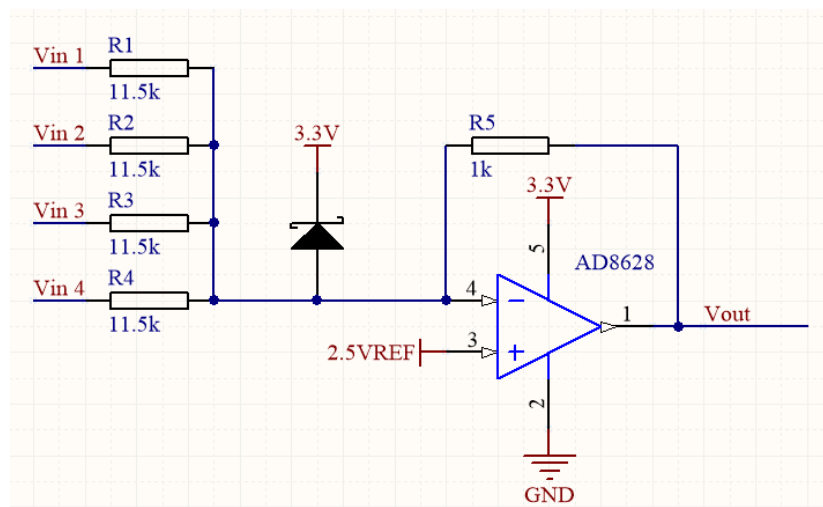 Vin 1
R1
11.5k
Vin 2
R2
11.5k
Vin 3
R3
11.5k
Vin 4
R4
11.5k
3.3V
R5
1k
3.3V
5
AD8628
4
3
2.5VREF
1
Vout
2
GND